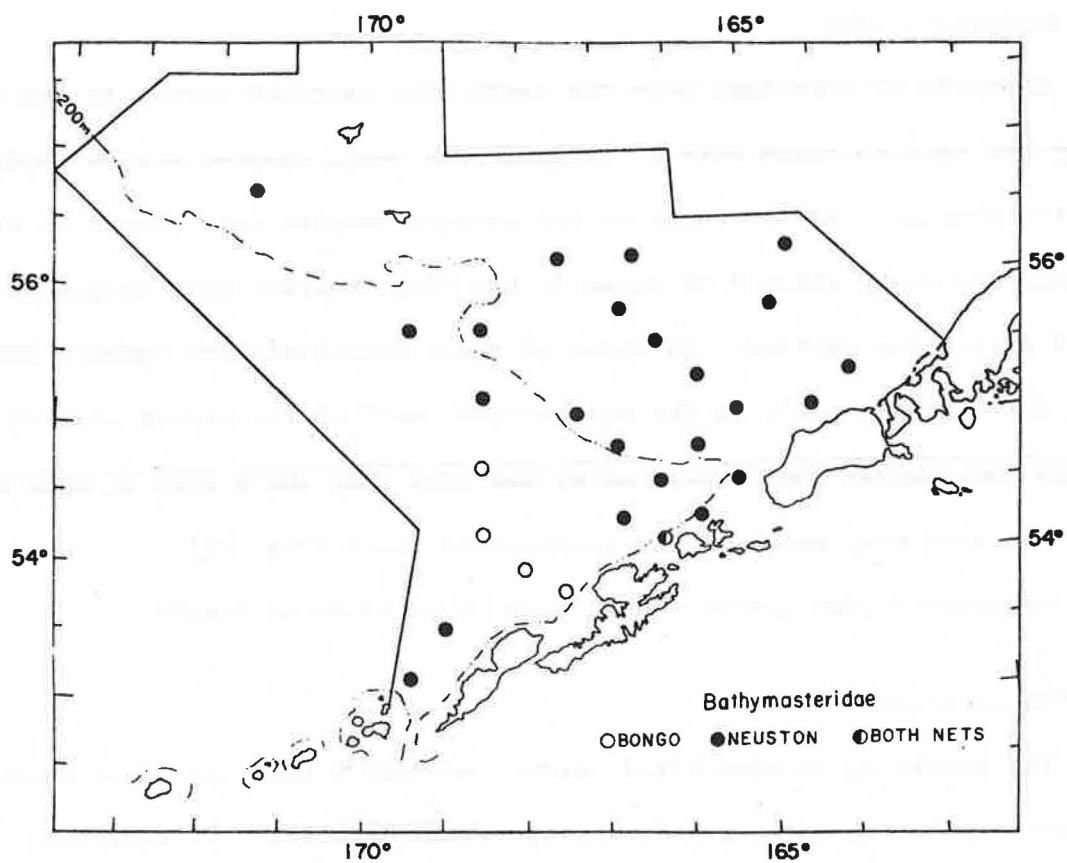 170° 165°
200m
56° 56°
54° 54°
Bathymasteridae
○BONGO ●NEUSTON ◐BOTH NETS
170° 165°